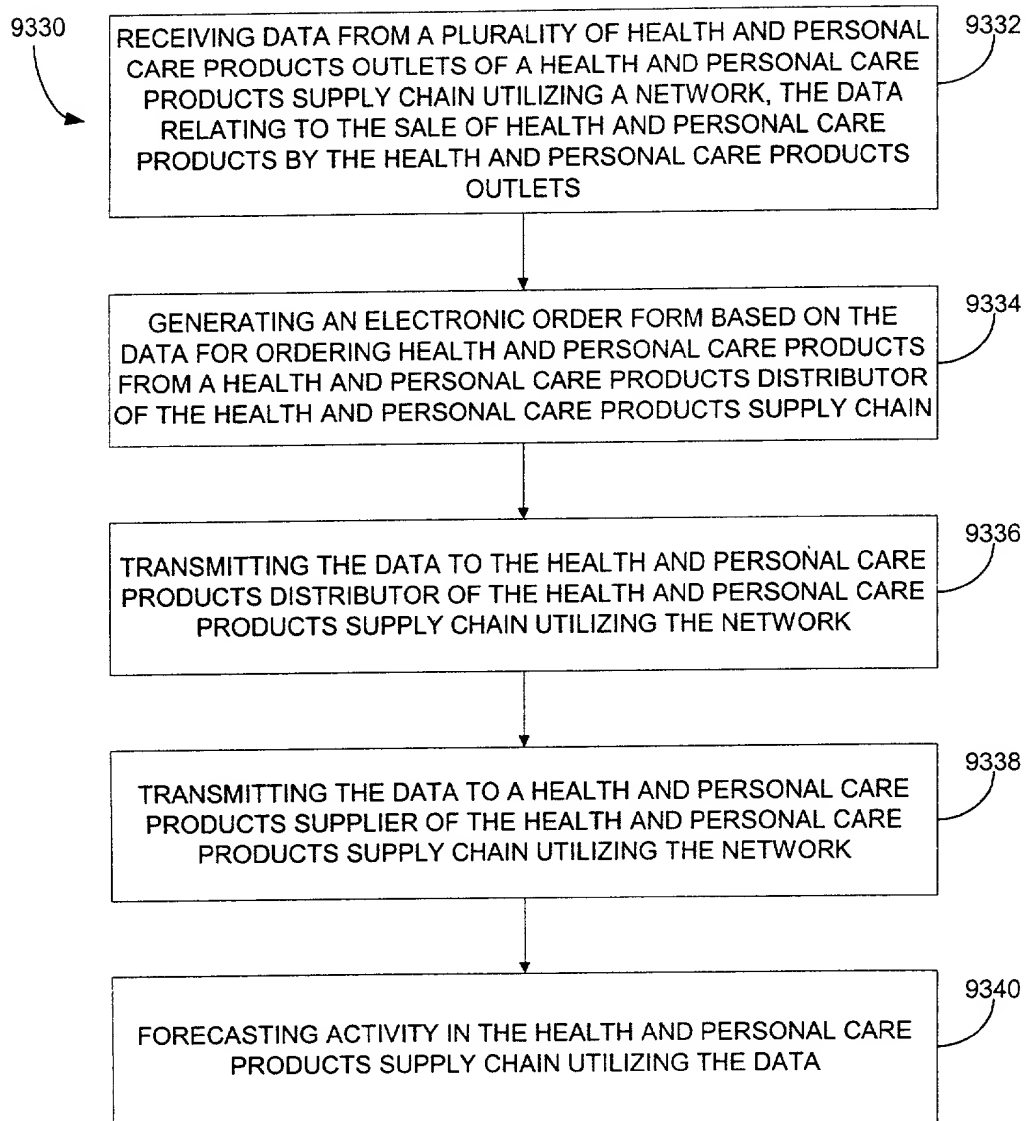 9330
RECEIVING DATA FROM A PLURALITY OF HEALTH AND PERSONAL
CARE PRODUCTS OUTLETS OF A HEALTH AND PERSONAL CARE
PRODUCTS SUPPLY CHAIN UTILIZING A NETWORK, THE DATA
RELATING TO THE SALE OF HEALTH AND PERSONAL CARE
PRODUCTS BY THE HEALTH AND PERSONAL CARE PRODUCTS
OUTLETS
9332
GENERATING AN ELECTRONIC ORDER FORM BASED ON THE
DATA FOR ORDERING HEALTH AND PERSONAL CARE PRODUCTS
FROM A HEALTH AND PERSONAL CARE PRODUCTS DISTRIBUTOR
OF THE HEALTH AND PERSONAL CARE PRODUCTS SUPPLY CHAIN
9334
TRANSMITTING THE DATA TO THE HEALTH AND PERSONAL CARE
PRODUCTS DISTRIBUTOR OF THE HEALTH AND PERSONAL CARE
PRODUCTS SUPPLY CHAIN UTILIZING THE NETWORK
9336
TRANSMITTING THE DATA TO A HEALTH AND PERSONAL CARE
PRODUCTS SUPPLIER OF THE HEALTH AND PERSONAL CARE
PRODUCTS SUPPLY CHAIN UTILIZING THE NETWORK
9338
FORECASTING ACTIVITY IN THE HEALTH AND PERSONAL CARE
PRODUCTS SUPPLY CHAIN UTILIZING THE DATA
9340